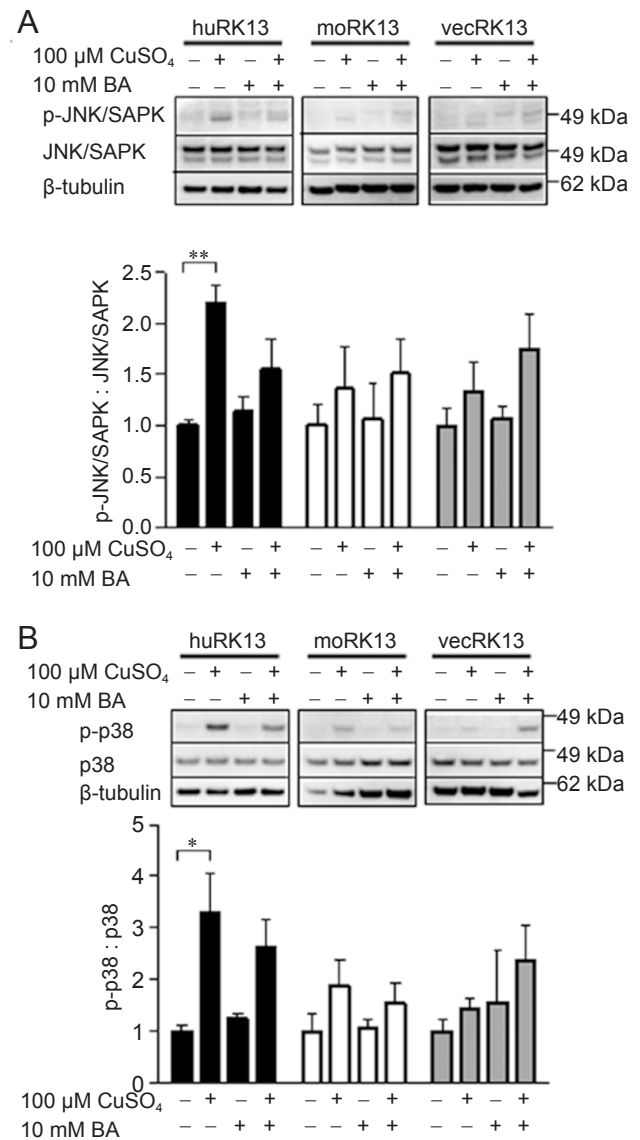 A
huRK13 moRK13 vecRK13
100 µM CuSO₄ – + – + – + – + – + – +
10 mM BA – – + + – – + + – – + +
p-JNK/SAPK 49 kDa
JNK/SAPK 49 kDa
β-tubulin 62 kDa
**
2.5
2.0
1.5
1.0
0.0
p-JNK/SAPK : JNK/SAPK
100 µM CuSO₄ – + – + – + – + – + – +
10 mM BA – – + + – – + + – – + +
B
huRK13 moRK13 vecRK13
100 µM CuSO₄ – + – + – + – + – + – +
10 mM BA – – + + – – + + – – + +
p-p38 49 kDa
p38 49 kDa
β-tubulin 62 kDa
*
5
4
3
2
1
0
p-p38 : p38
100 µM CuSO₄ – + – + – + – + – + – +
10 mM BA – – + + – – + + – – + +